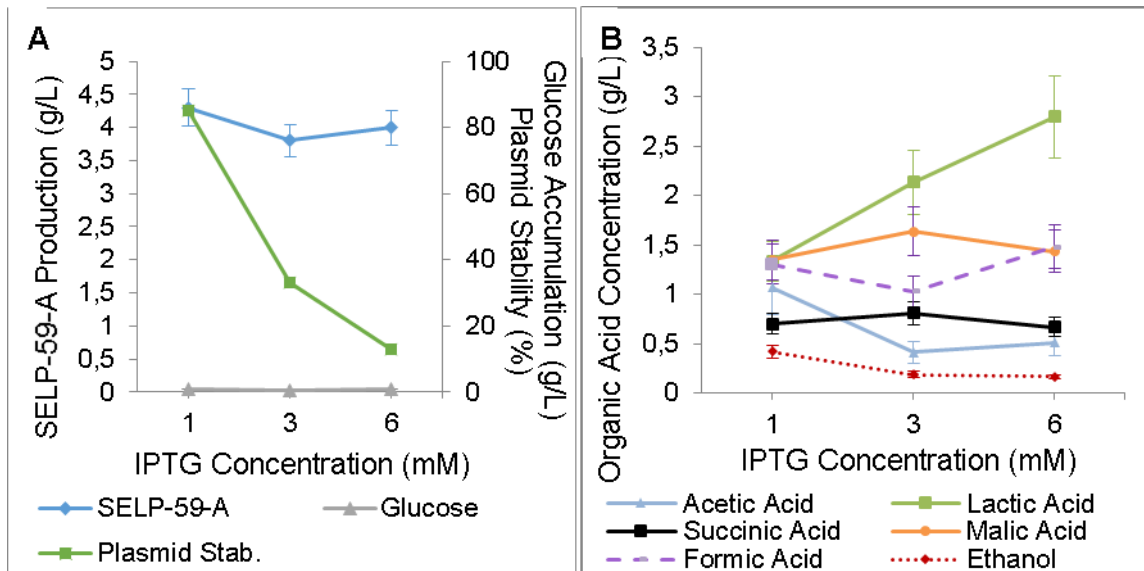 A
SELP-59-A Production (g/L)
5
4,5
4
3,5
3
2,5
2
1,5
1
0,5
0
100
80
60
40
20
0
Glucose Accumulation (g/L)
Plasmid Stability (%)
1 3 6
IPTG Concentration (mM)
SELP-59-A Glucose
Plasmid Stab.
B
Organic Acid Concentration (g/L)
3,5
3
2,5
2
1,5
1
0,5
0
1 3 6
IPTG Concentration (mM)
Acetic Acid Lactic Acid
Succinic Acid Malic Acid
Formic Acid Ethanol